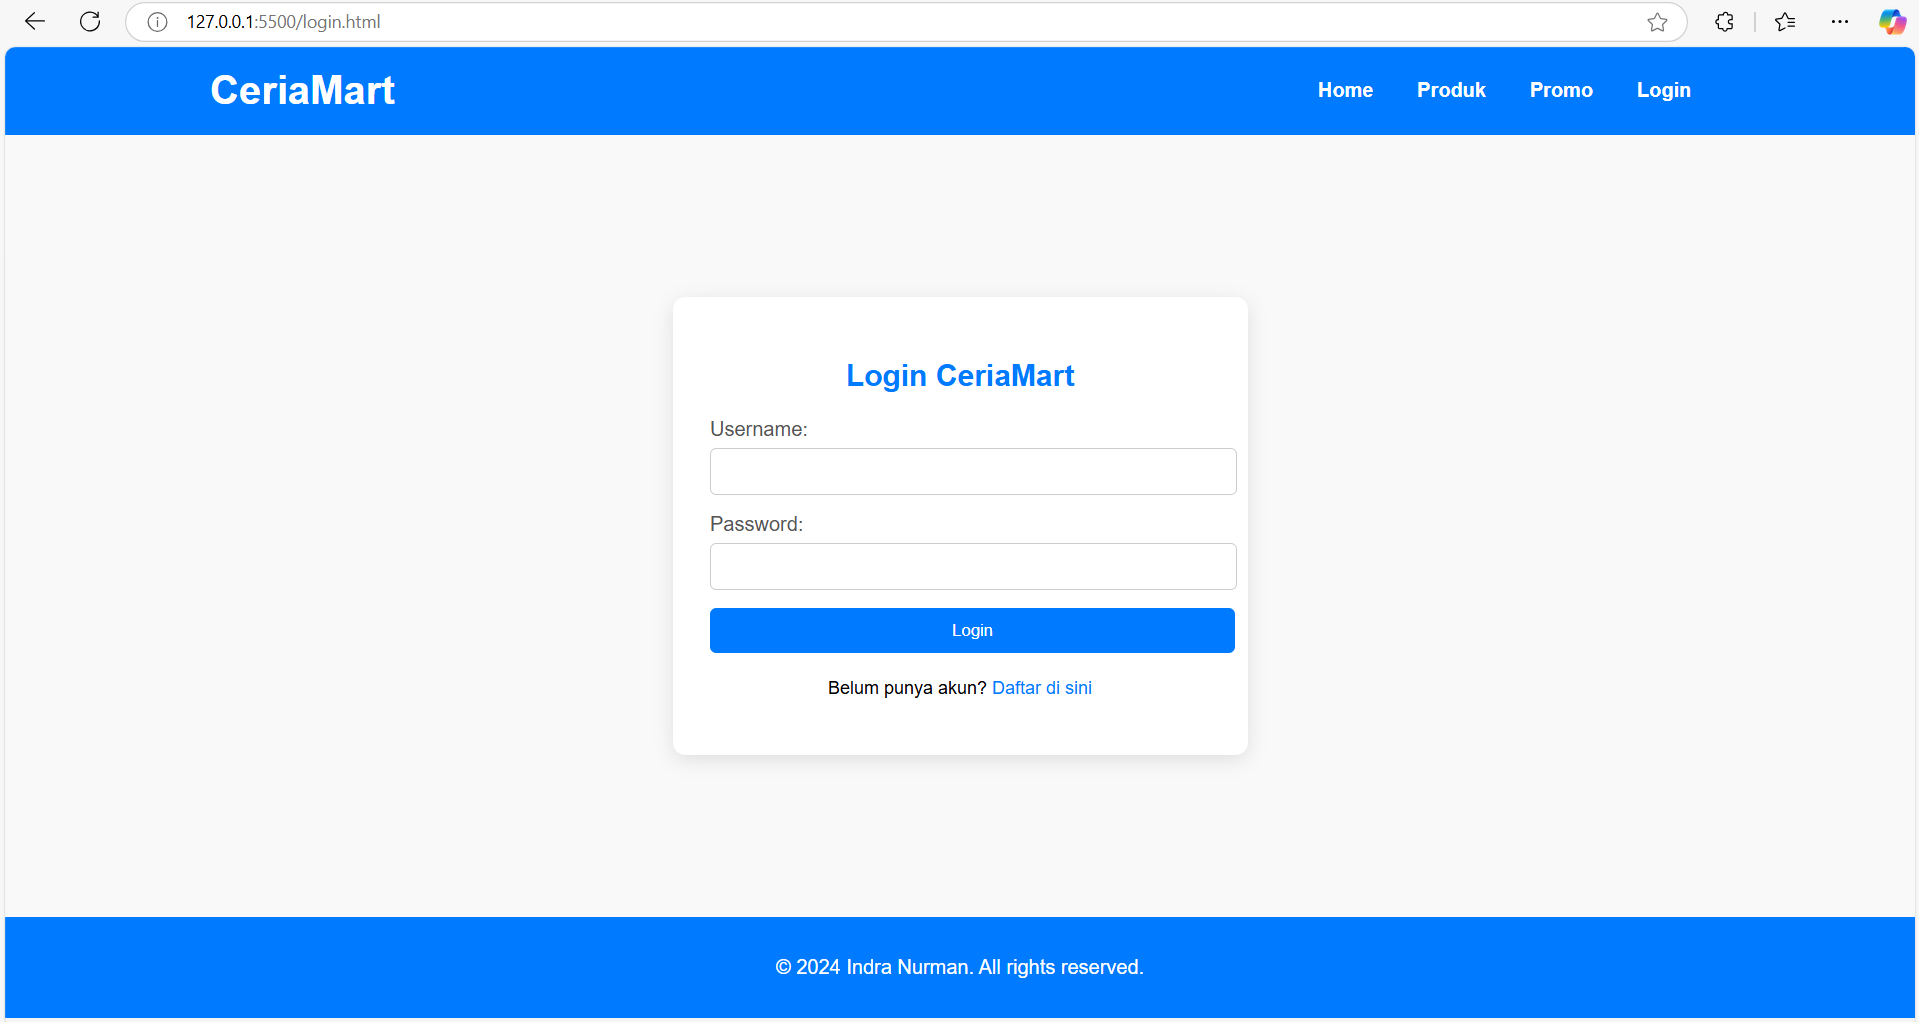 127.0.0.1:5500/login.html
CeriaMart
Home Produk Promo Login
Login CeriaMart
Username:
Password:
Login
Belum punya akun? Daftar di sini
© 2024 Indra Nurman. All rights reserved.